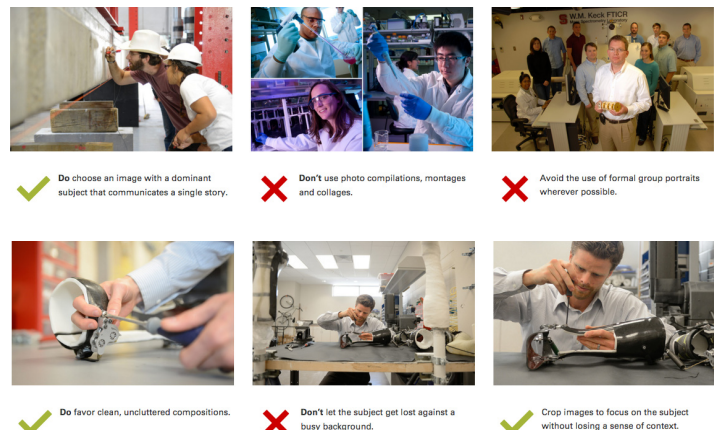 W.M. Keck FTICR
Do choose an image with a dominant
subject that communicates a single story.
Don't use photo compilations, montages
and collages.
Avoid the use of formal group portraits
wherever possible.
Do favor clean, uncluttered compositions.
Don't let the subject get lost against a
busy background.
Crop images to focus on the subject
without losing a sense of context.